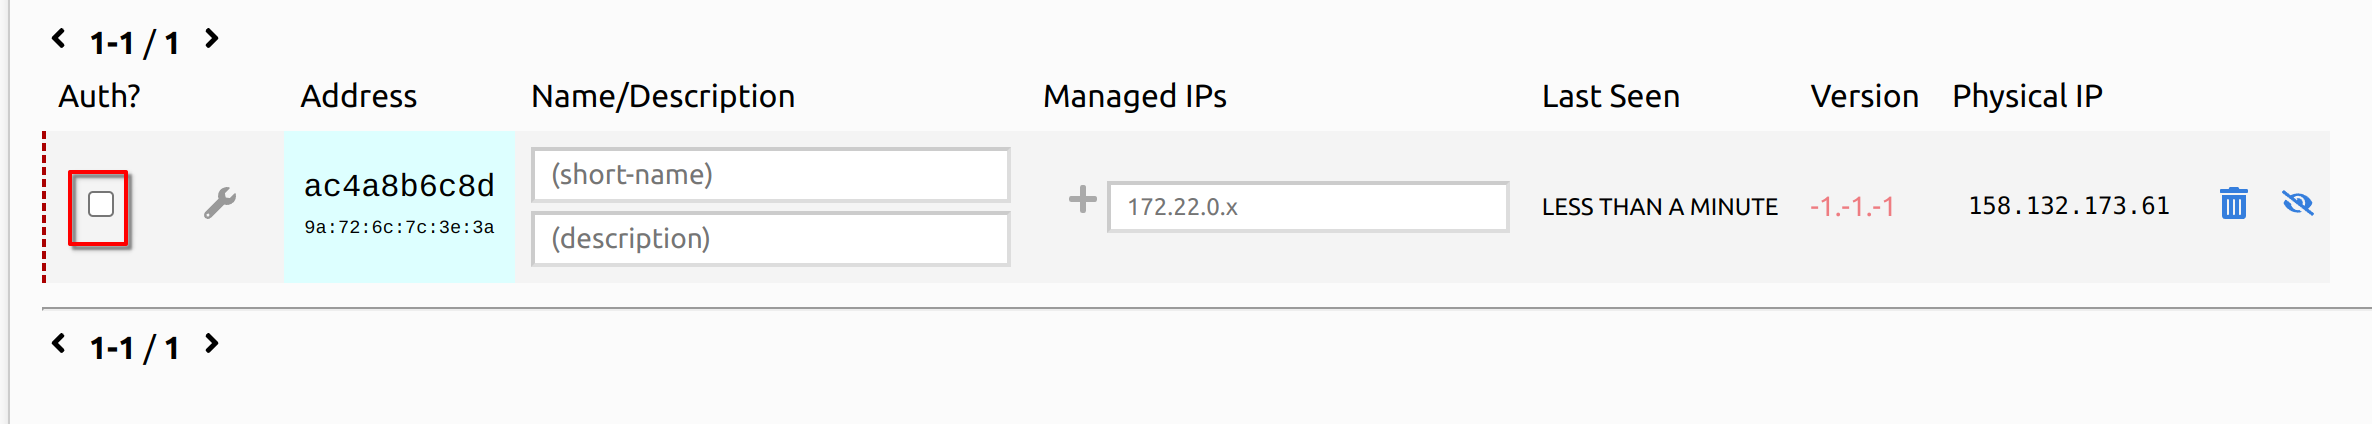 1-1 / 1
Auth? Address Name/Description Managed IPs Last Seen Version Physical IP
ac4a8b6c8d
9a:72:6c:7c:3e:3a
(short-name)
(description)
172.22.0.x
LESS THAN A MINUTE
-1.-1.-1
158.132.173.61
1-1 / 1